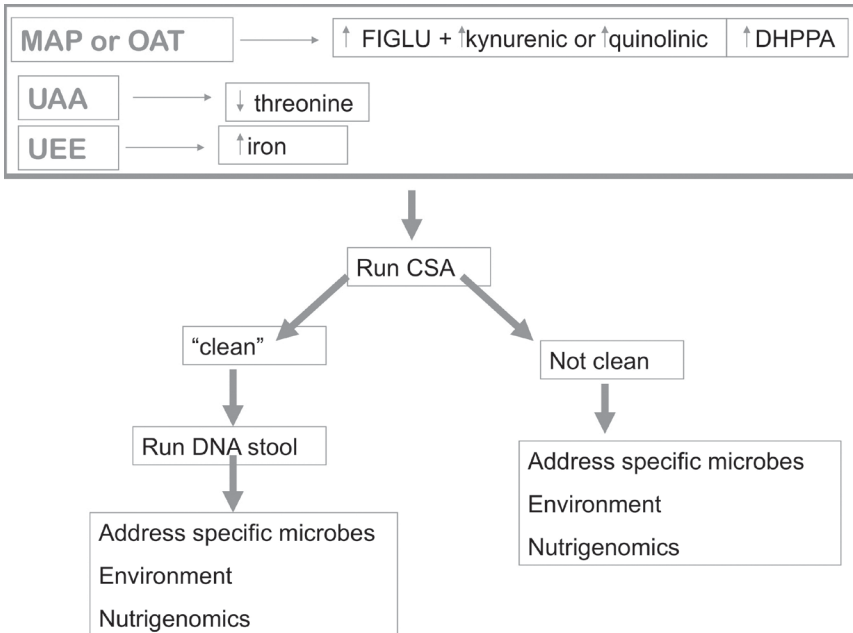 MAP or OAT
↑ FIGLU + ↑kynurenic or ↑quinolinic
↑ DHPPA
UAA
↓ threonine
UEE
↑iron
Run CSA
“clean”
Not clean
Run DNA stool
Address specific microbes
Environment
Nutrigenomics
Address specific microbes
Environment
Nutrigenomics